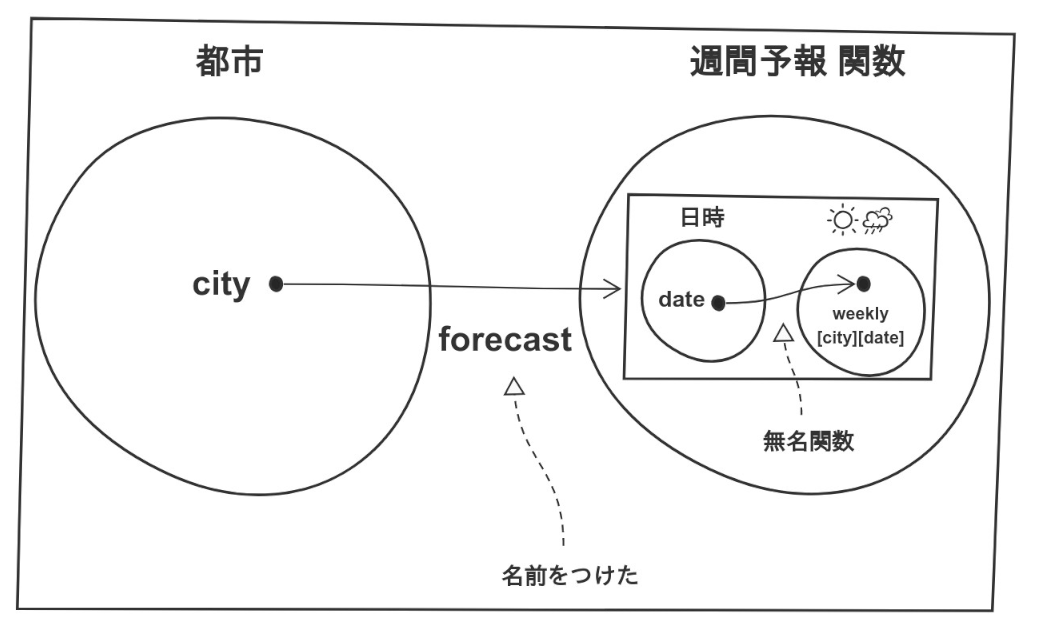 都市
週間予報 関数
日時
city
date
weekly
[city][date]
forecast
無名関数
名前をつけた